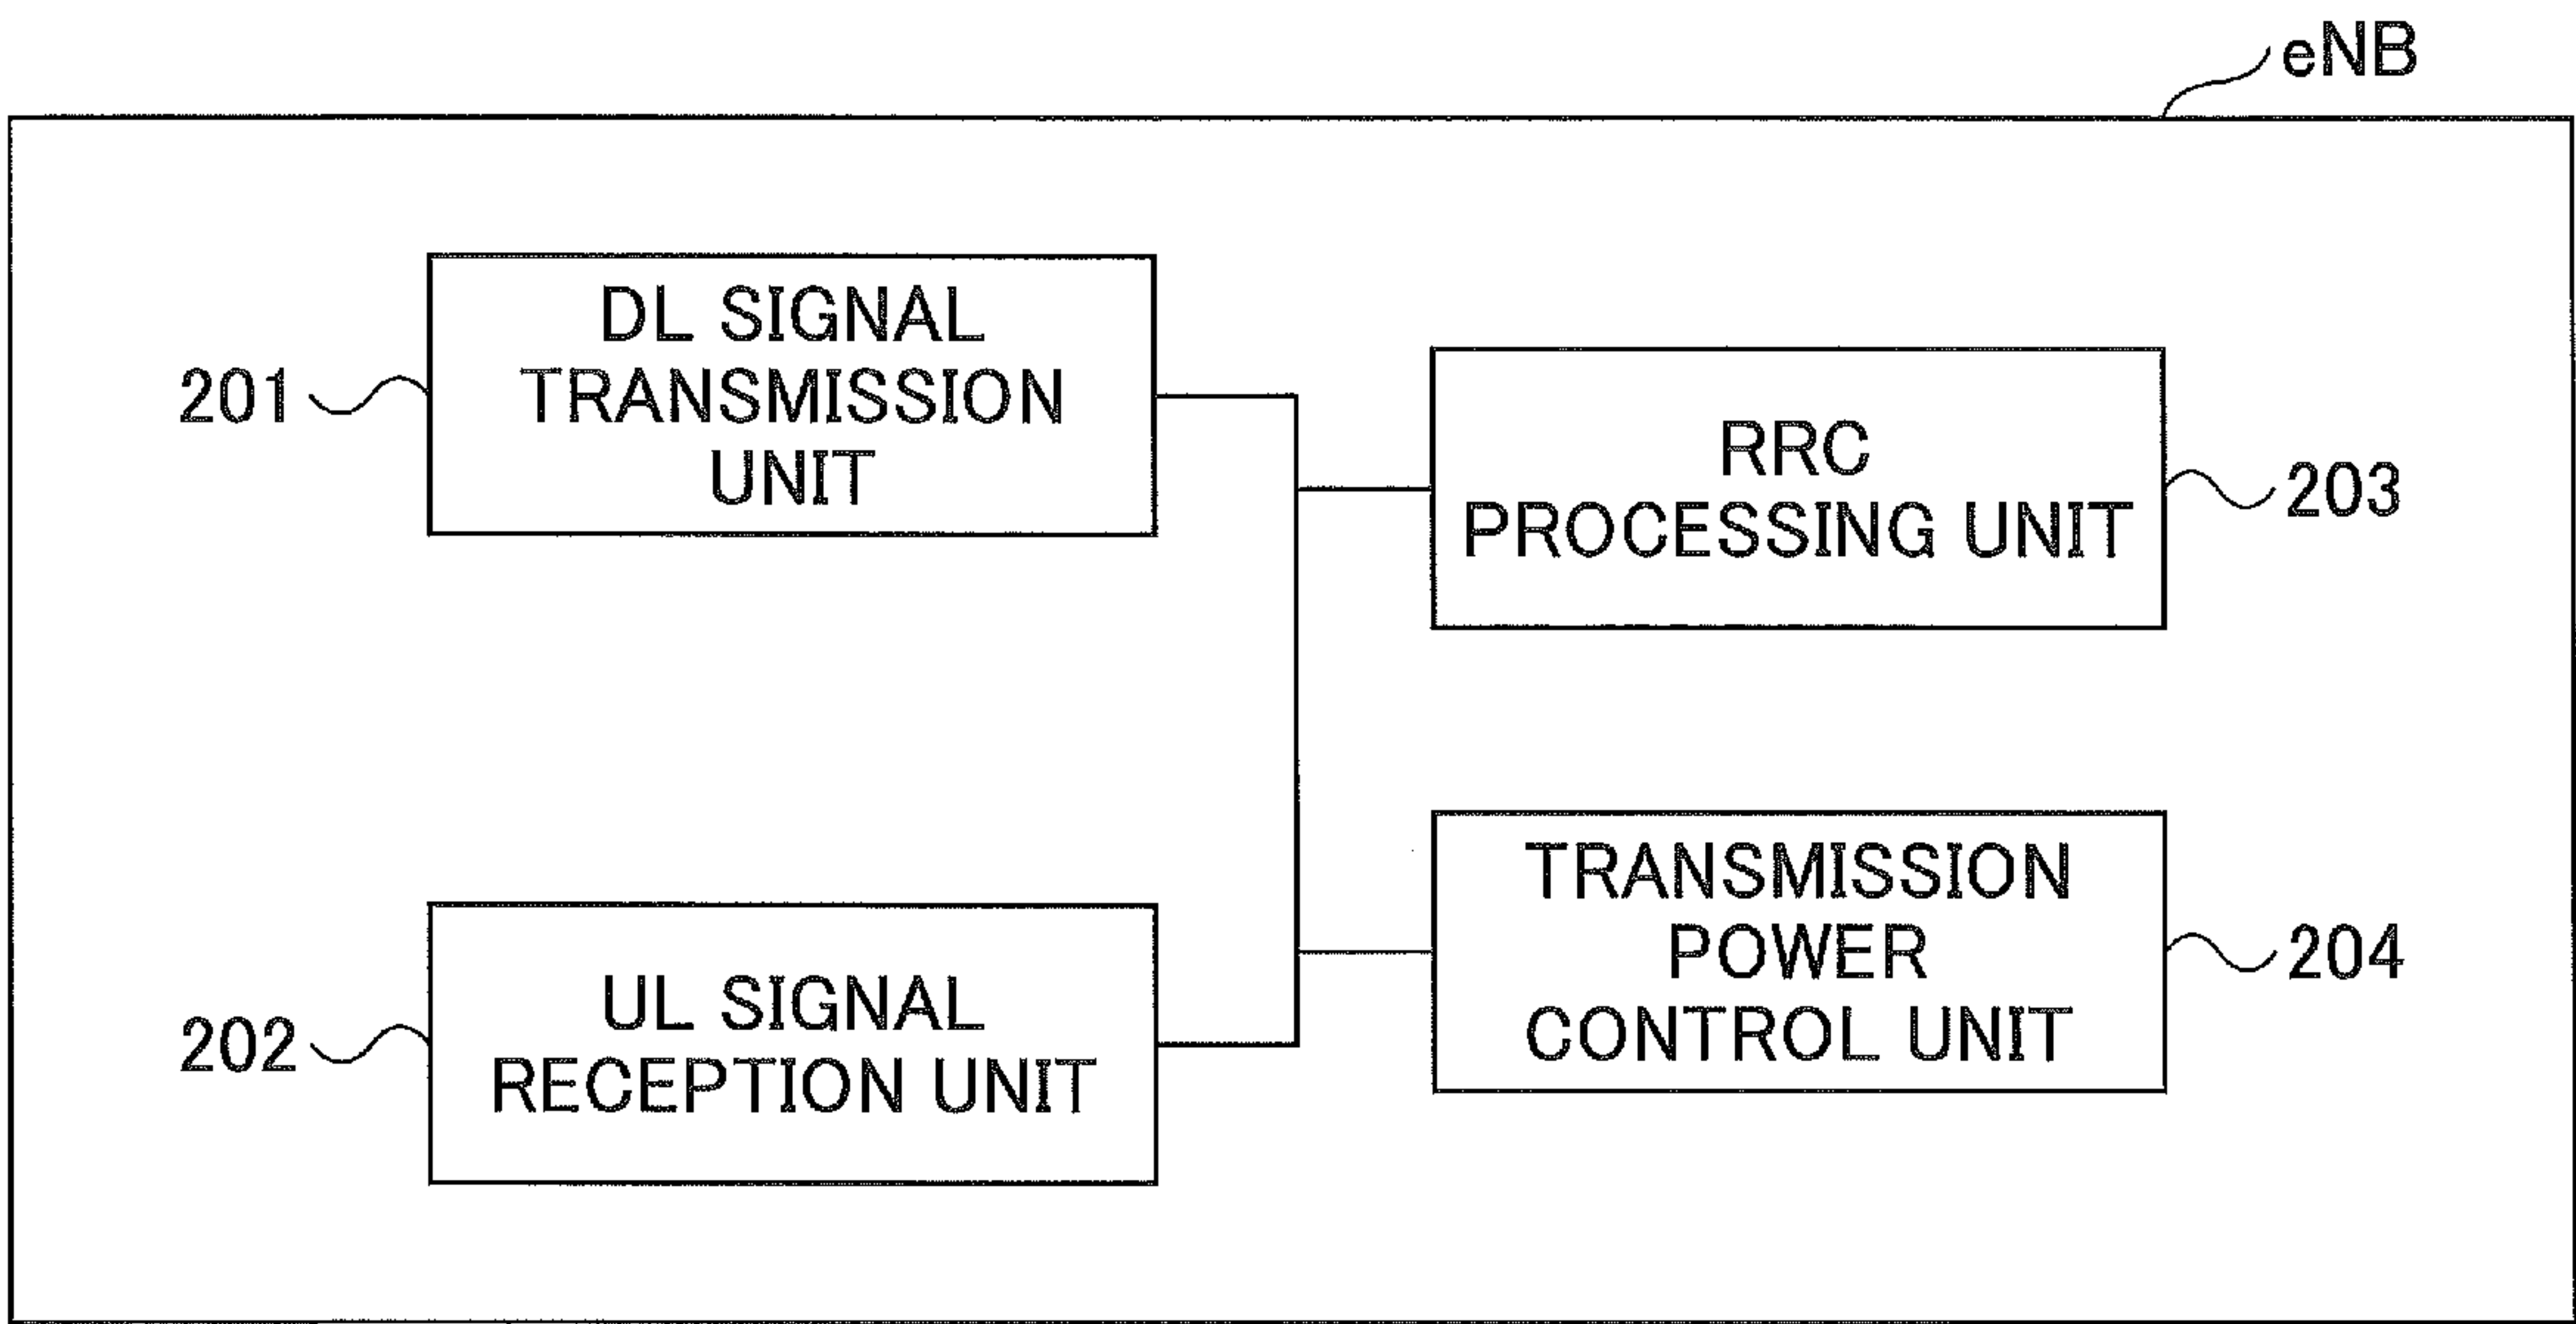 eNB
201
DL SIGNAL
TRANSMISSION
UNIT
RRC
PROCESSING UNIT
203
202
UL SIGNAL
RECEPTION UNIT
TRANSMISSION
POWER
CONTROL UNIT
204